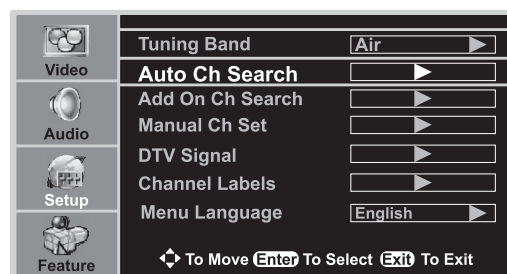 Video
Audio
Setup
Feature
Tuning Band Air
Auto Ch Search
Add On Ch Search
Manual Ch Set
DTV Signal
Channel Labels
Menu Language English
To Move Enter To Select Exit To Exit